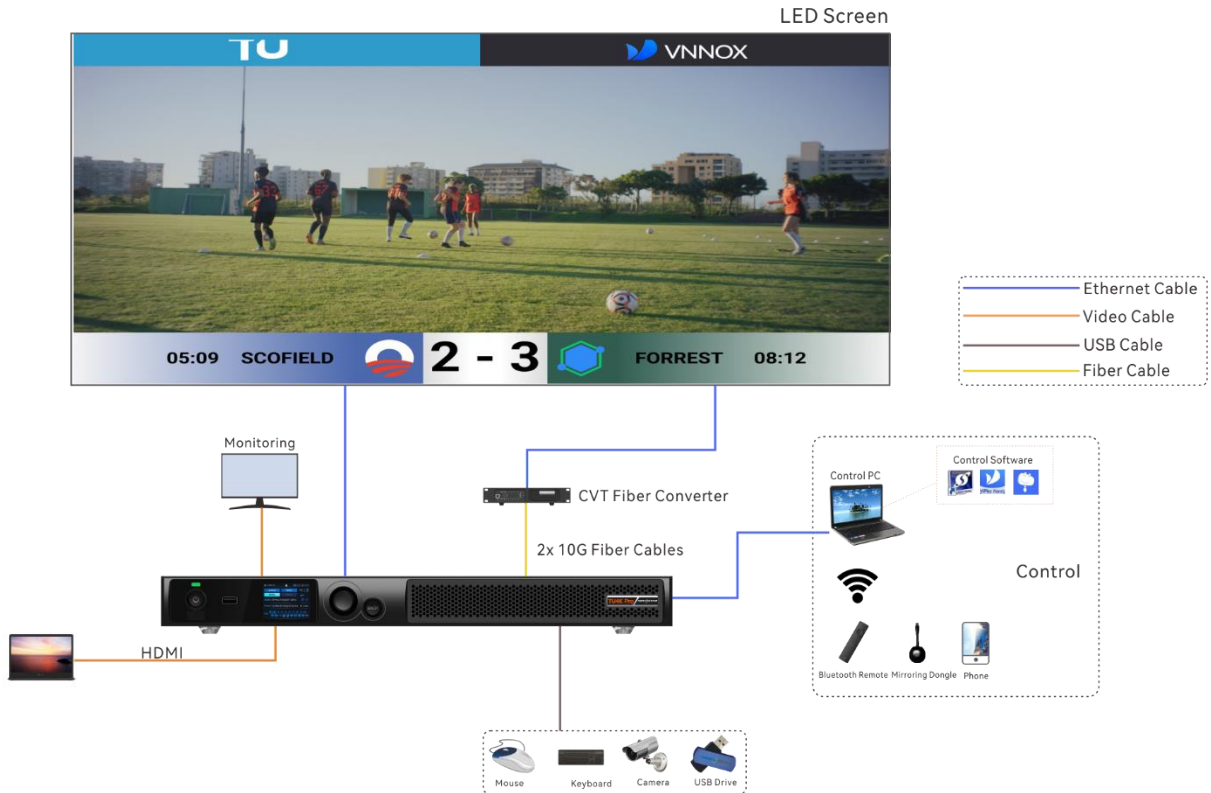 LED Screen
TU
VNNOX
05:09 SCOFIELD 2 - 3 FORREST 08:12
Ethernet Cable
Video Cable
USB Cable
Fiber Cable
Monitoring
CVT Fiber Converter
2x 10G Fiber Cables
Control Software
Control PC
Control
HDMI
Bluetooth Remote
Mirroring Dongle
Phone
Mouse
Keyboard
Camera
USB Drive